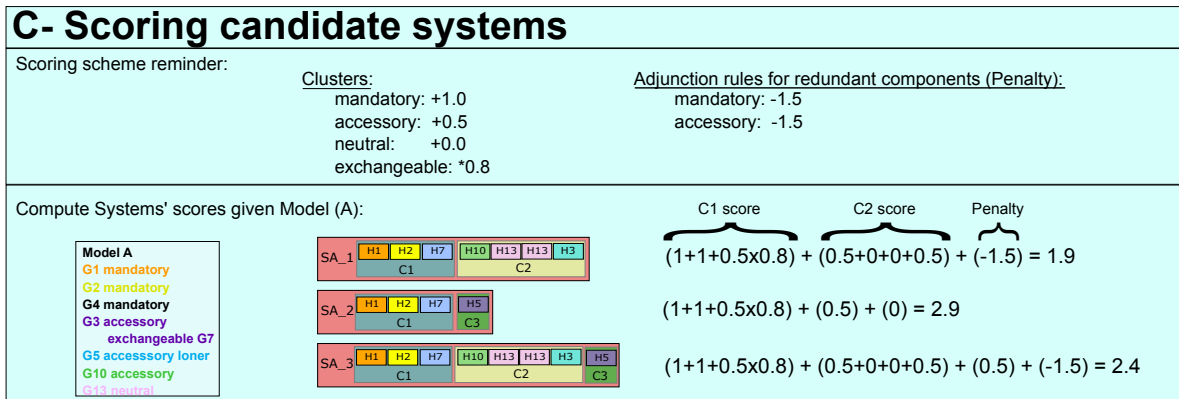 C- Scoring candidate systems
Scoring scheme reminder:
Clusters:
mandatory: +1.0
accessory: +0.5
neutral: +0.0
exchangeable: *0.8
Adjunction rules for redundant components (Penalty):
mandatory: -1.5
accessory: -1.5
Compute Systems' scores given Model (A):
C1 score C2 score Penalty
Model A
G1 mandatory
G2 mandatory
G4 mandatory
G3 accessory
exchangeable G7
G5 accesssory loner
G10 accessory
G13 neutral
SA_1 H1 H2 H7 H10 H13 H13 H3
C1 C2
(1+1+0.5x0.8) + (0.5+0+0+0.5) + (-1.5) = 1.9
SA_2 H1 H2 H7 H5
C1 C3
(1+1+0.5x0.8) + (0.5) + (0) = 2.9
SA_3 H1 H2 H7 H10 H13 H13 H3 H5
C1 C2 C3
(1+1+0.5x0.8) + (0.5+0+0+0.5) + (0.5) + (-1.5) = 2.4